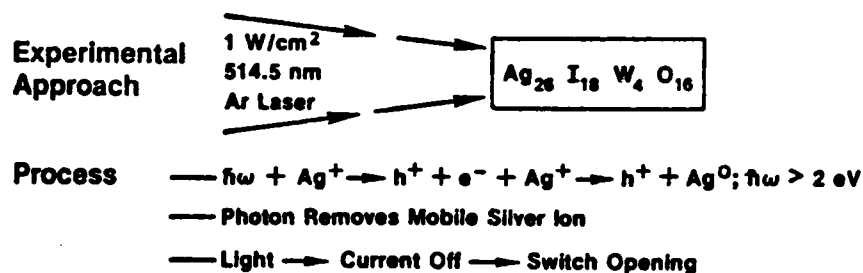 Experimental
Approach
1 W/cm²
514.5 nm
Ar Laser
Ag₂₆ I₁₈ W₄ O₁₆
Process
ħω + Ag⁺ → h⁺ + e⁻ + Ag⁺ → h⁺ + Ag⁰; ħω > 2 eV
Photon Removes Mobile Silver Ion
Light → Current Off → Switch Opening